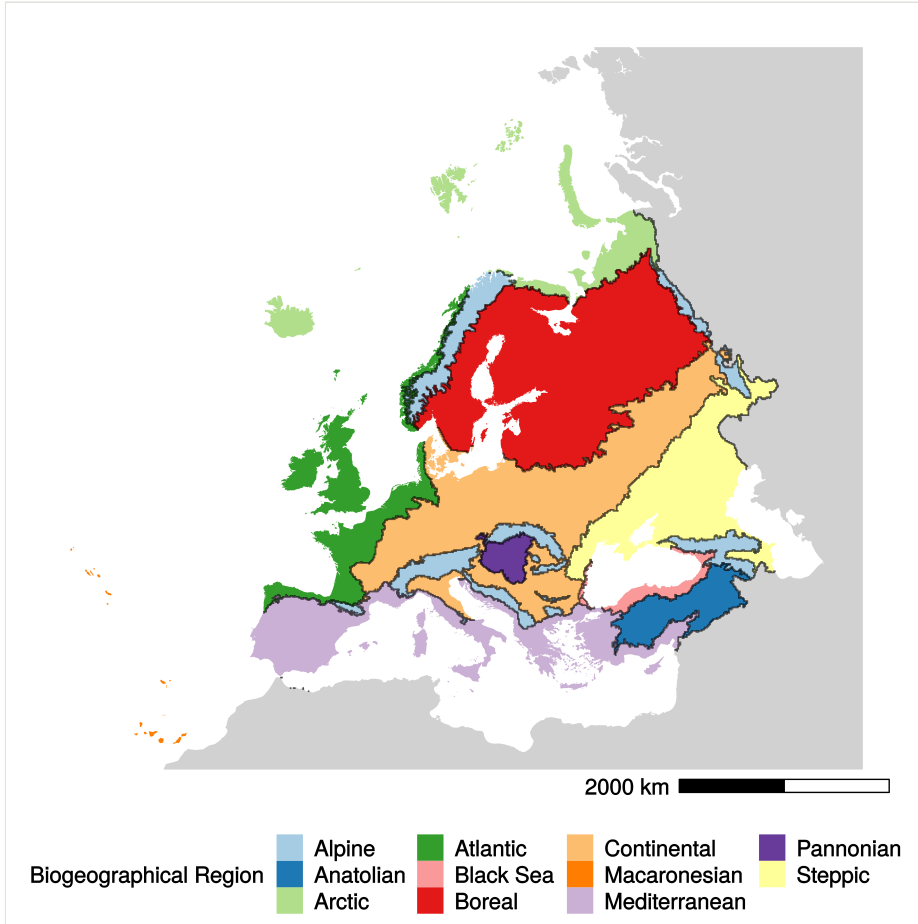 2000 km
Alpine Atlantic Continental Pannonian
Biogeographical Region Anatolian Black Sea Macaronesian Steppic
Arctic Boreal Mediterranean